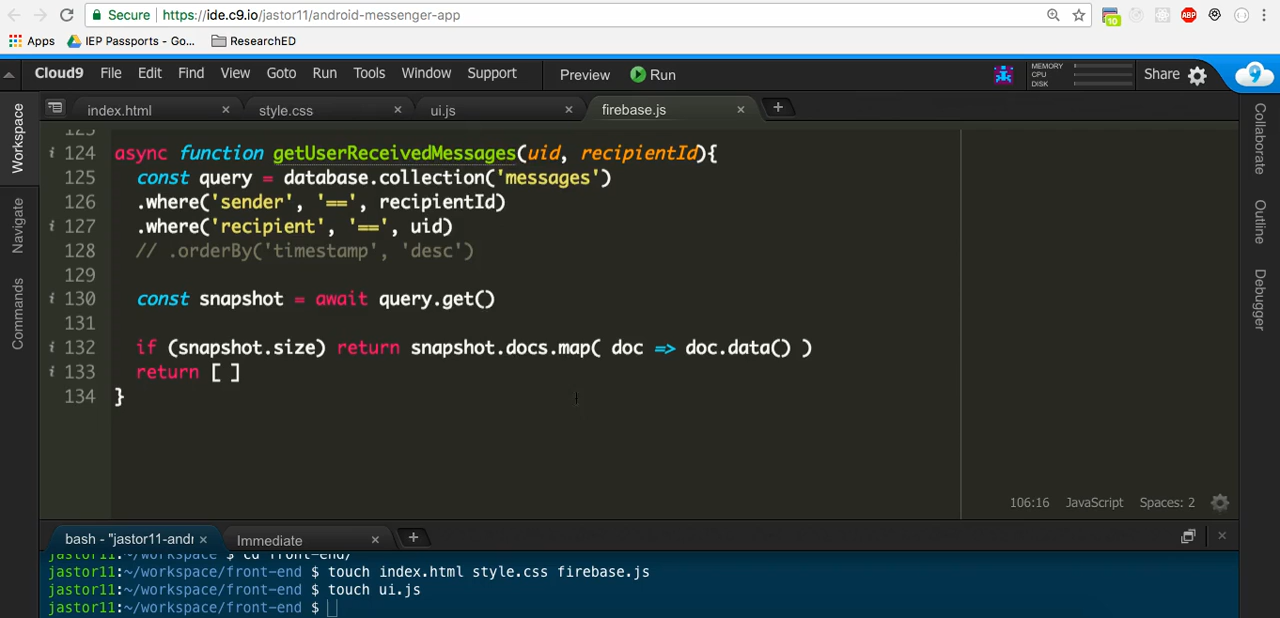 Secure https://ide.c9.io/jastor11/android-messenger-app ABP
10
Apps IEP Passports - Go... ResearchED
Cloud9 File Edit Find View Goto Run Tools Window Support Preview Run MEMORY Share 9
CPU
DISK
index.html × style.css × ui.js × firebase.js × +
Workspace
Navigate
Commands
Collaborate
Outline
Debugger
123
124 async function getUserReceivedMessages(uid, recipientId){
125 const query = database.collection('messages')
126 .where('sender', '==', recipientId)
127 .where('recipient', '==', uid)
128 // .orderBy('timestamp', 'desc')
129
130 const snapshot = await query.get()
131
132 if (snapshot.size) return snapshot.docs.map( doc => doc.data() )
133 return [ ]
134 }
106:16 JavaScript Spaces: 2
bash - "jastor11-andr × Immediate × +
jastor11:~/workspace $ cd front-end/
jastor11:~/workspace/front-end $ touch index.html style.css firebase.js
jastor11:~/workspace/front-end $ touch ui.js
jastor11:~/workspace/front-end $